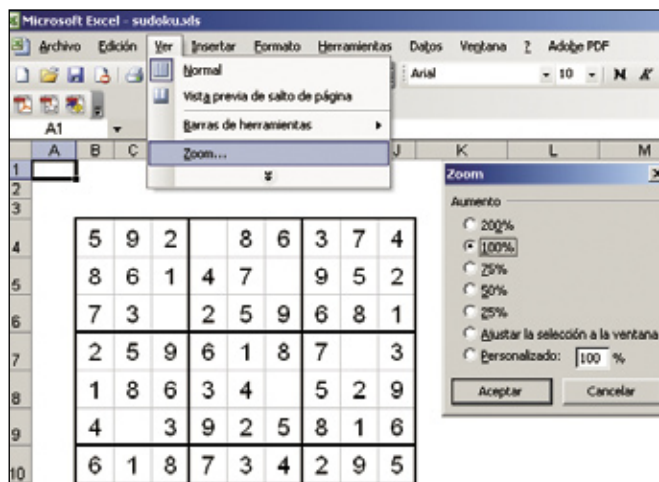 Microsoft Excel - sudoku.xls
Archivo Edición Ver Insertar Formato Herramientas Datos Ventana ? Adobe PDF
Normal
Arial 10 N K
Vista previa de salto de página
Barras de herramientas
Zoom...
A1
A B C J K L M
1
2
3
4 5 9 2 8 6 3 7 4
5 8 6 1 4 7 9 5 2
6 7 3 2 5 9 6 8 1
7 2 5 9 6 1 8 7 3
8 1 8 6 3 4 5 2 9
9 4 3 9 2 5 8 1 6
10 6 1 8 7 3 4 2 9 5
Zoom
Aumento
200%
100%
75%
50%
25%
Ajustar la selección a la ventana
Personalizado: 100 %
Aceptar Cancelar